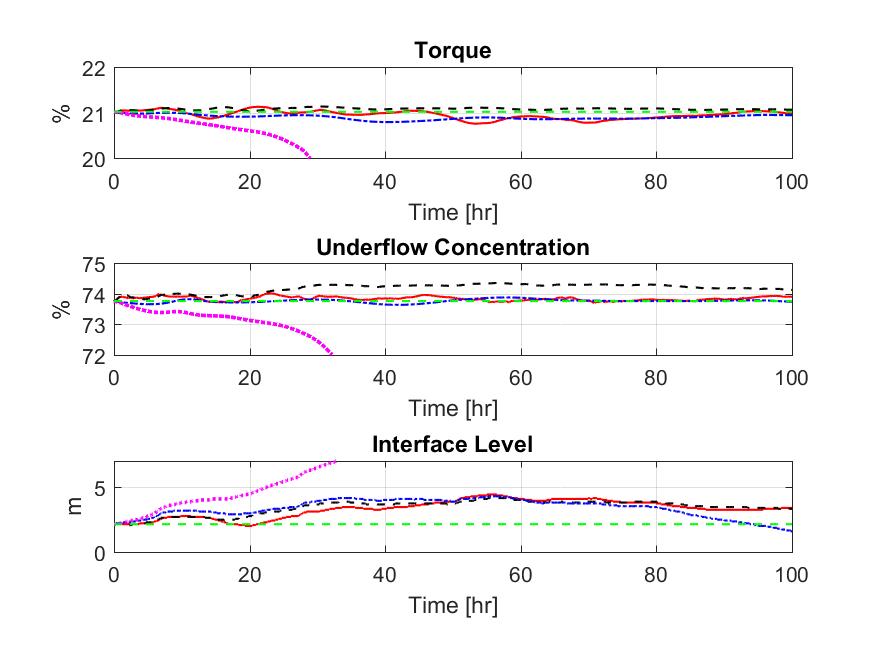 Torque
22
21
20
%
0 20 40 60 80 100
Time [hr]
Underflow Concentration
75
74
73
72
%
0 20 40 60 80 100
Time [hr]
Interface Level
5
0
m
0 20 40 60 80 100
Time [hr]